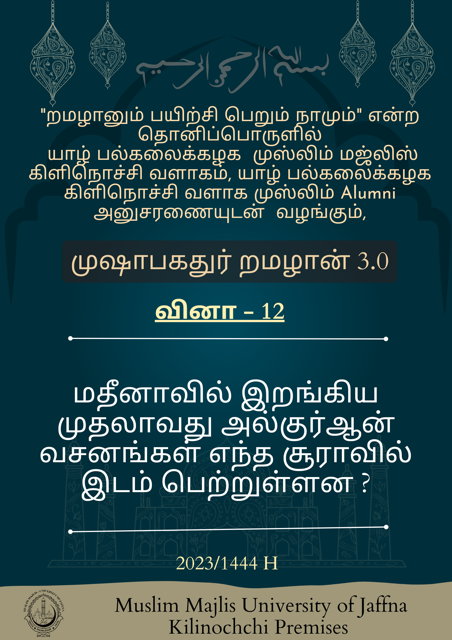 بسم الله الرحمن الرحيم
"றமழானும் பயிற்சி பெறும் நாமும்" என்ற
தொனிப்பொருளில்
யாழ் பல்கலைக்கழக முஸ்லிம் மஜ்லிஸ்
கிளிநொச்சி வளாகம், யாழ் பல்கலைக்கழக
கிளிநொச்சி வளாக முஸ்லிம் Alumni
அனுசரணையுடன் வழங்கும்,
முஷாபகதுர் றமழான் 3.0
வினா – 12
மதீனாவில் இறங்கிய
முதலாவது அல்குர்ஆன்
வசனங்கள் எந்த சூராவில்
இடம் பெற்றுள்ளன ?
2023/1444 H
Muslim Majlis University of Jaffna
Kilinochchi Premises